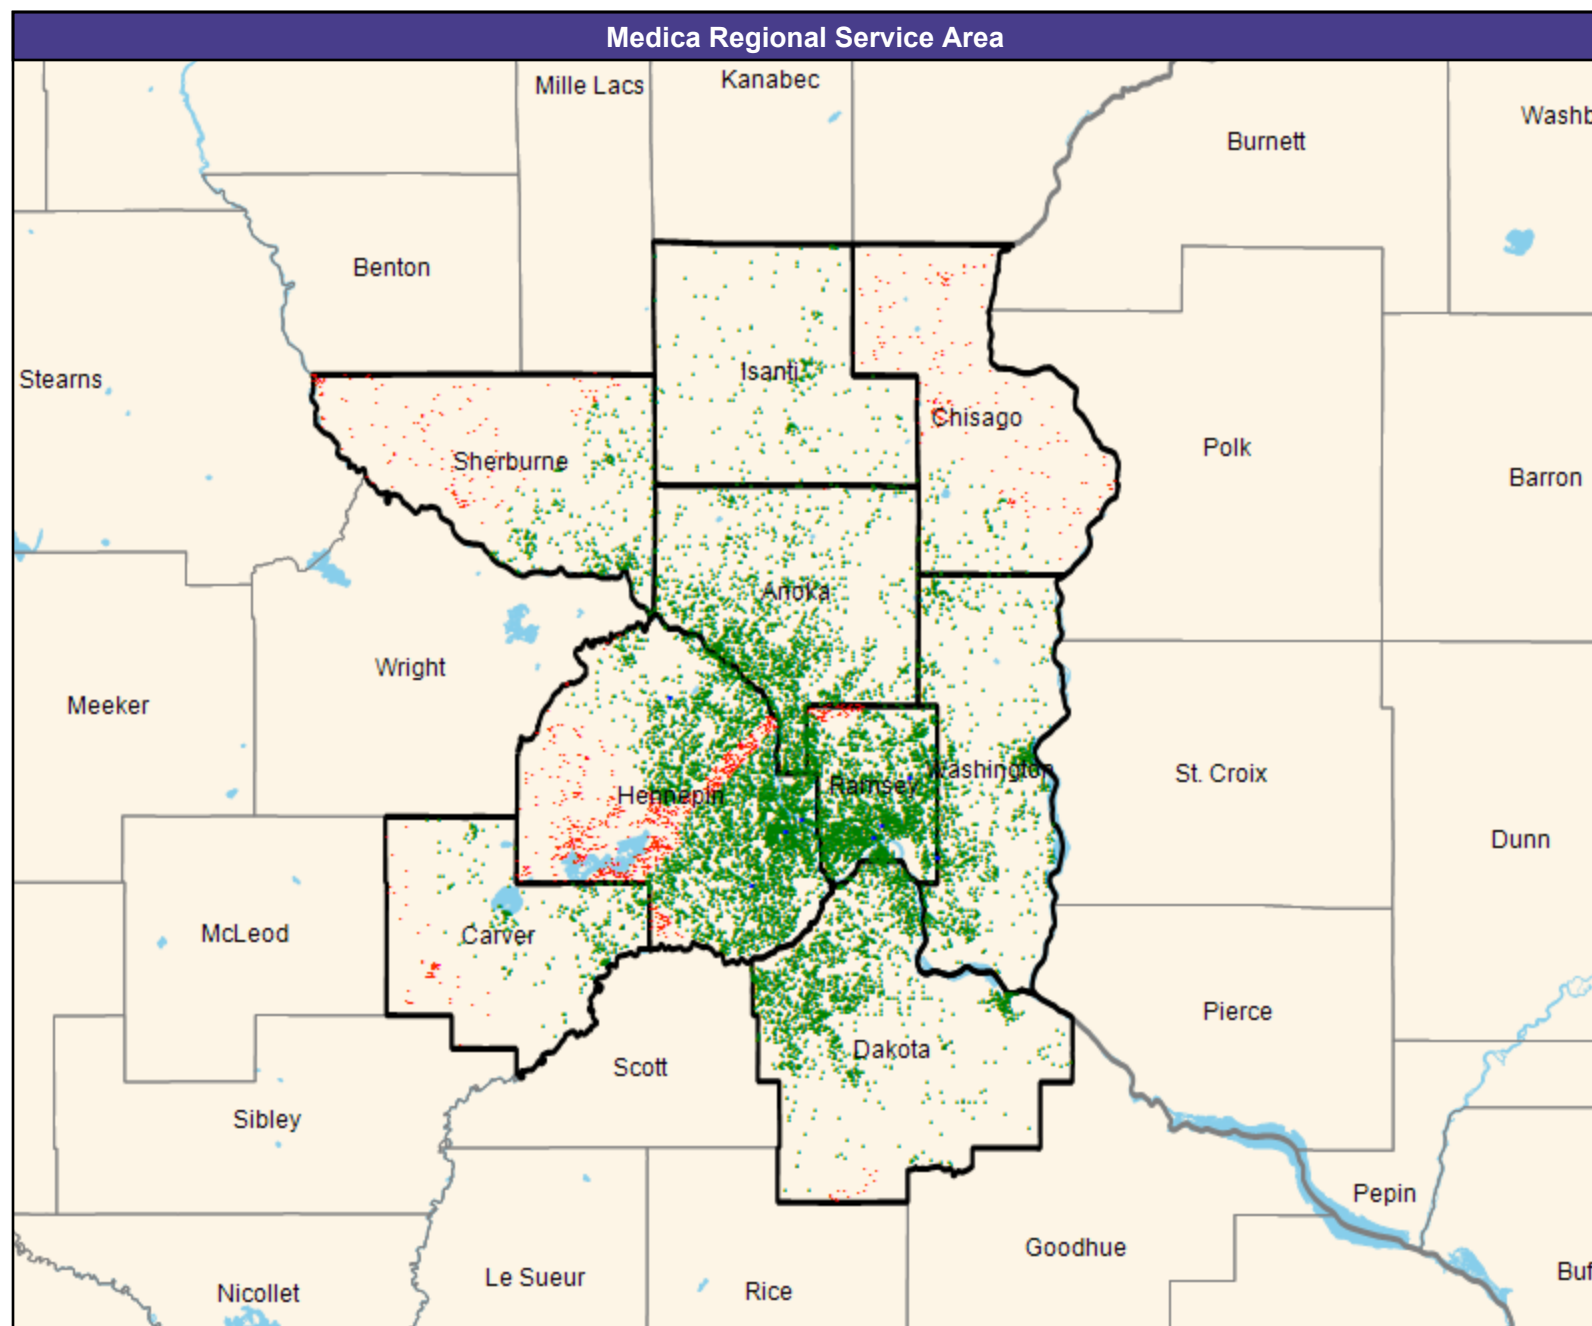 Medica Regional Service Area
Mille Lacs
Kanabec
Washb
Burnett
Benton
Stearns
Isanti
Chisago
Polk
Sherburne
Barron
Anoka
Wright
Meeker
Washington
St. Croix
Ramsey
Hennepin
Dunn
McLeod
Carver
Pierce
Dakota
Scott
Sibley
Pepin
Goodhue
Buf
Le Sueur
Rice
Nicollet